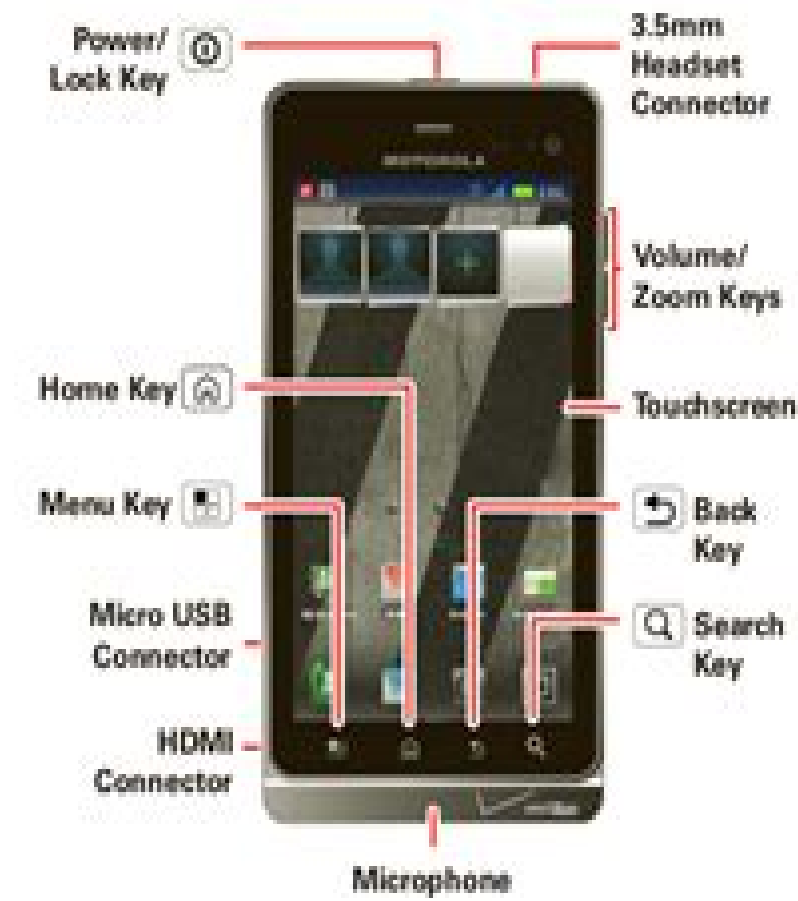 Power/
Lock Key
3.5mm
Headset
Connector
MOTOROLA
Volume/
Zoom Keys
Home Key
Touchscreen
Menu Key
Back
Key
Micro USB
Connector
Search
Key
HDMI
Connector
Microphone